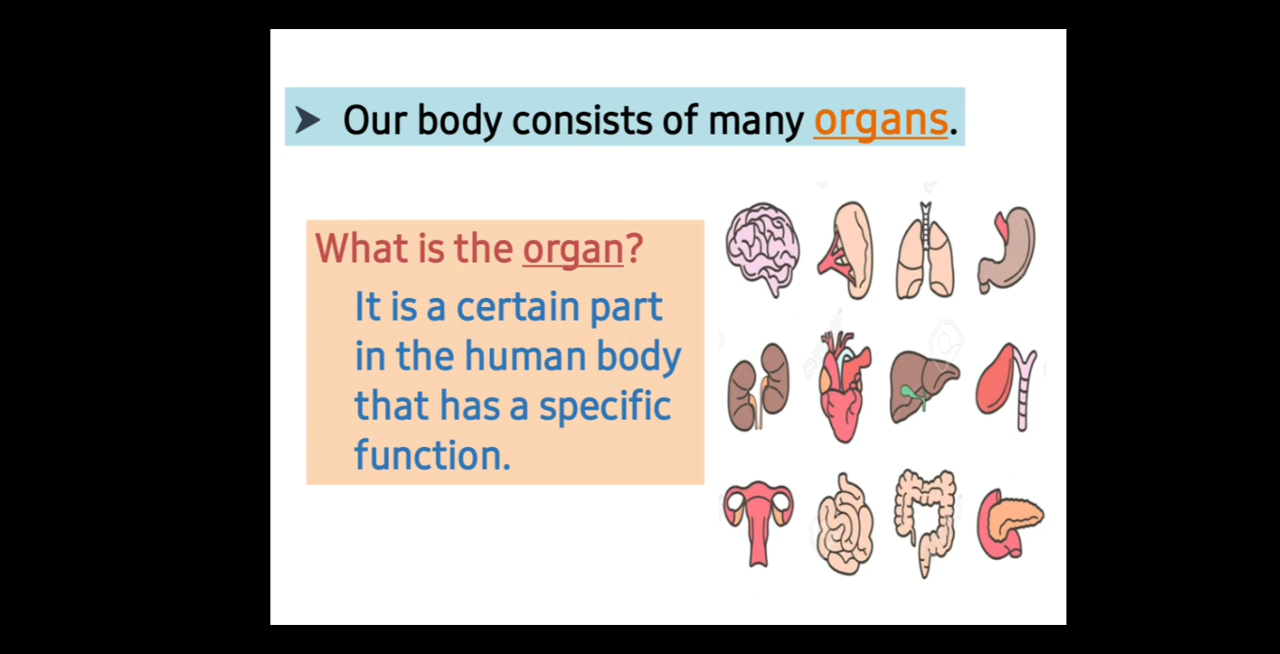 ➤ Our body consists of many organs.
What is the organ?
It is a certain part
in the human body
that has a specific
function.